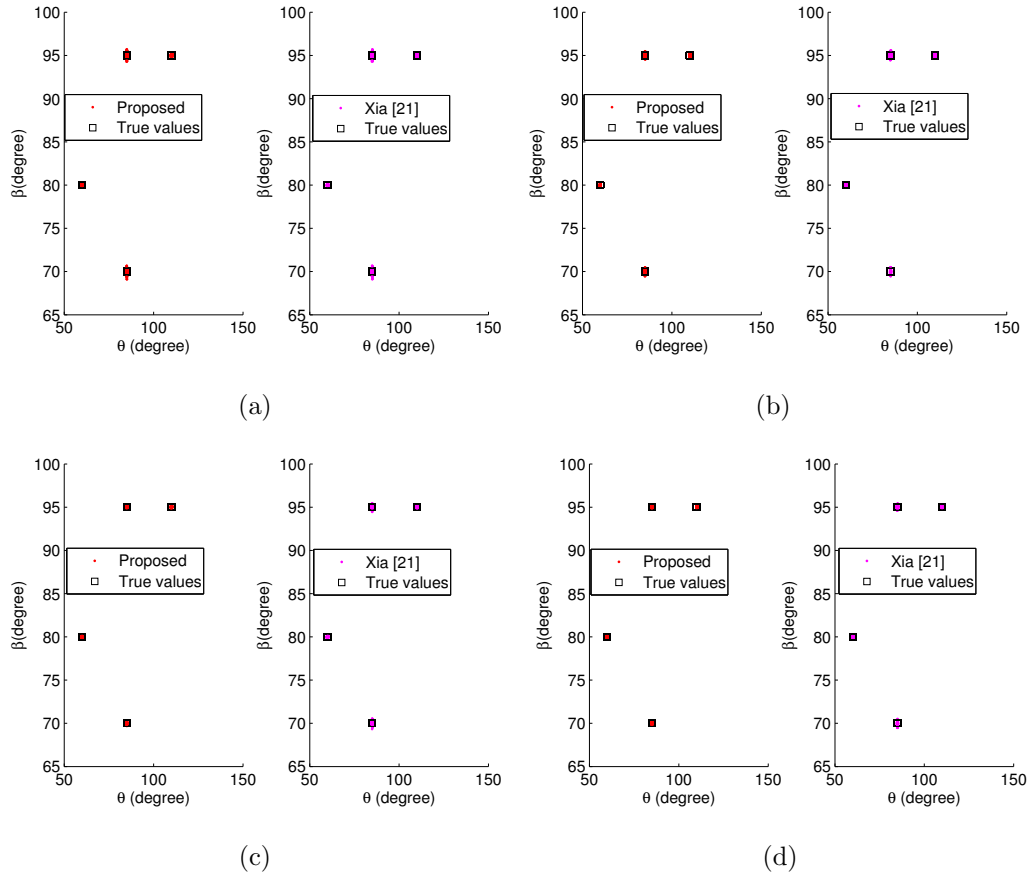 100
95
90
85
80
75
70
65
β(degree)
50
100
150
θ (degree)
Proposed
True values
100
95
90
85
80
75
70
65
β(degree)
50
100
150
θ (degree)
Xia [21]
True values
(a)
100
95
90
85
80
75
70
65
β(degree)
50
100
150
θ (degree)
Proposed
True values
100
95
90
85
80
75
70
65
β(degree)
50
100
150
θ (degree)
Xia [21]
True values
(b)
100
95
90
85
80
75
70
65
β(degree)
50
100
150
θ (degree)
Proposed
True values
100
95
90
85
80
75
70
65
β(degree)
50
100
150
θ (degree)
Xia [21]
True values
(c)
100
95
90
85
80
75
70
65
β(degree)
50
100
150
θ (degree)
Proposed
True values
100
95
90
85
80
75
70
65
β(degree)
50
100
150
θ (degree)
Xia [21]
True values
(d)